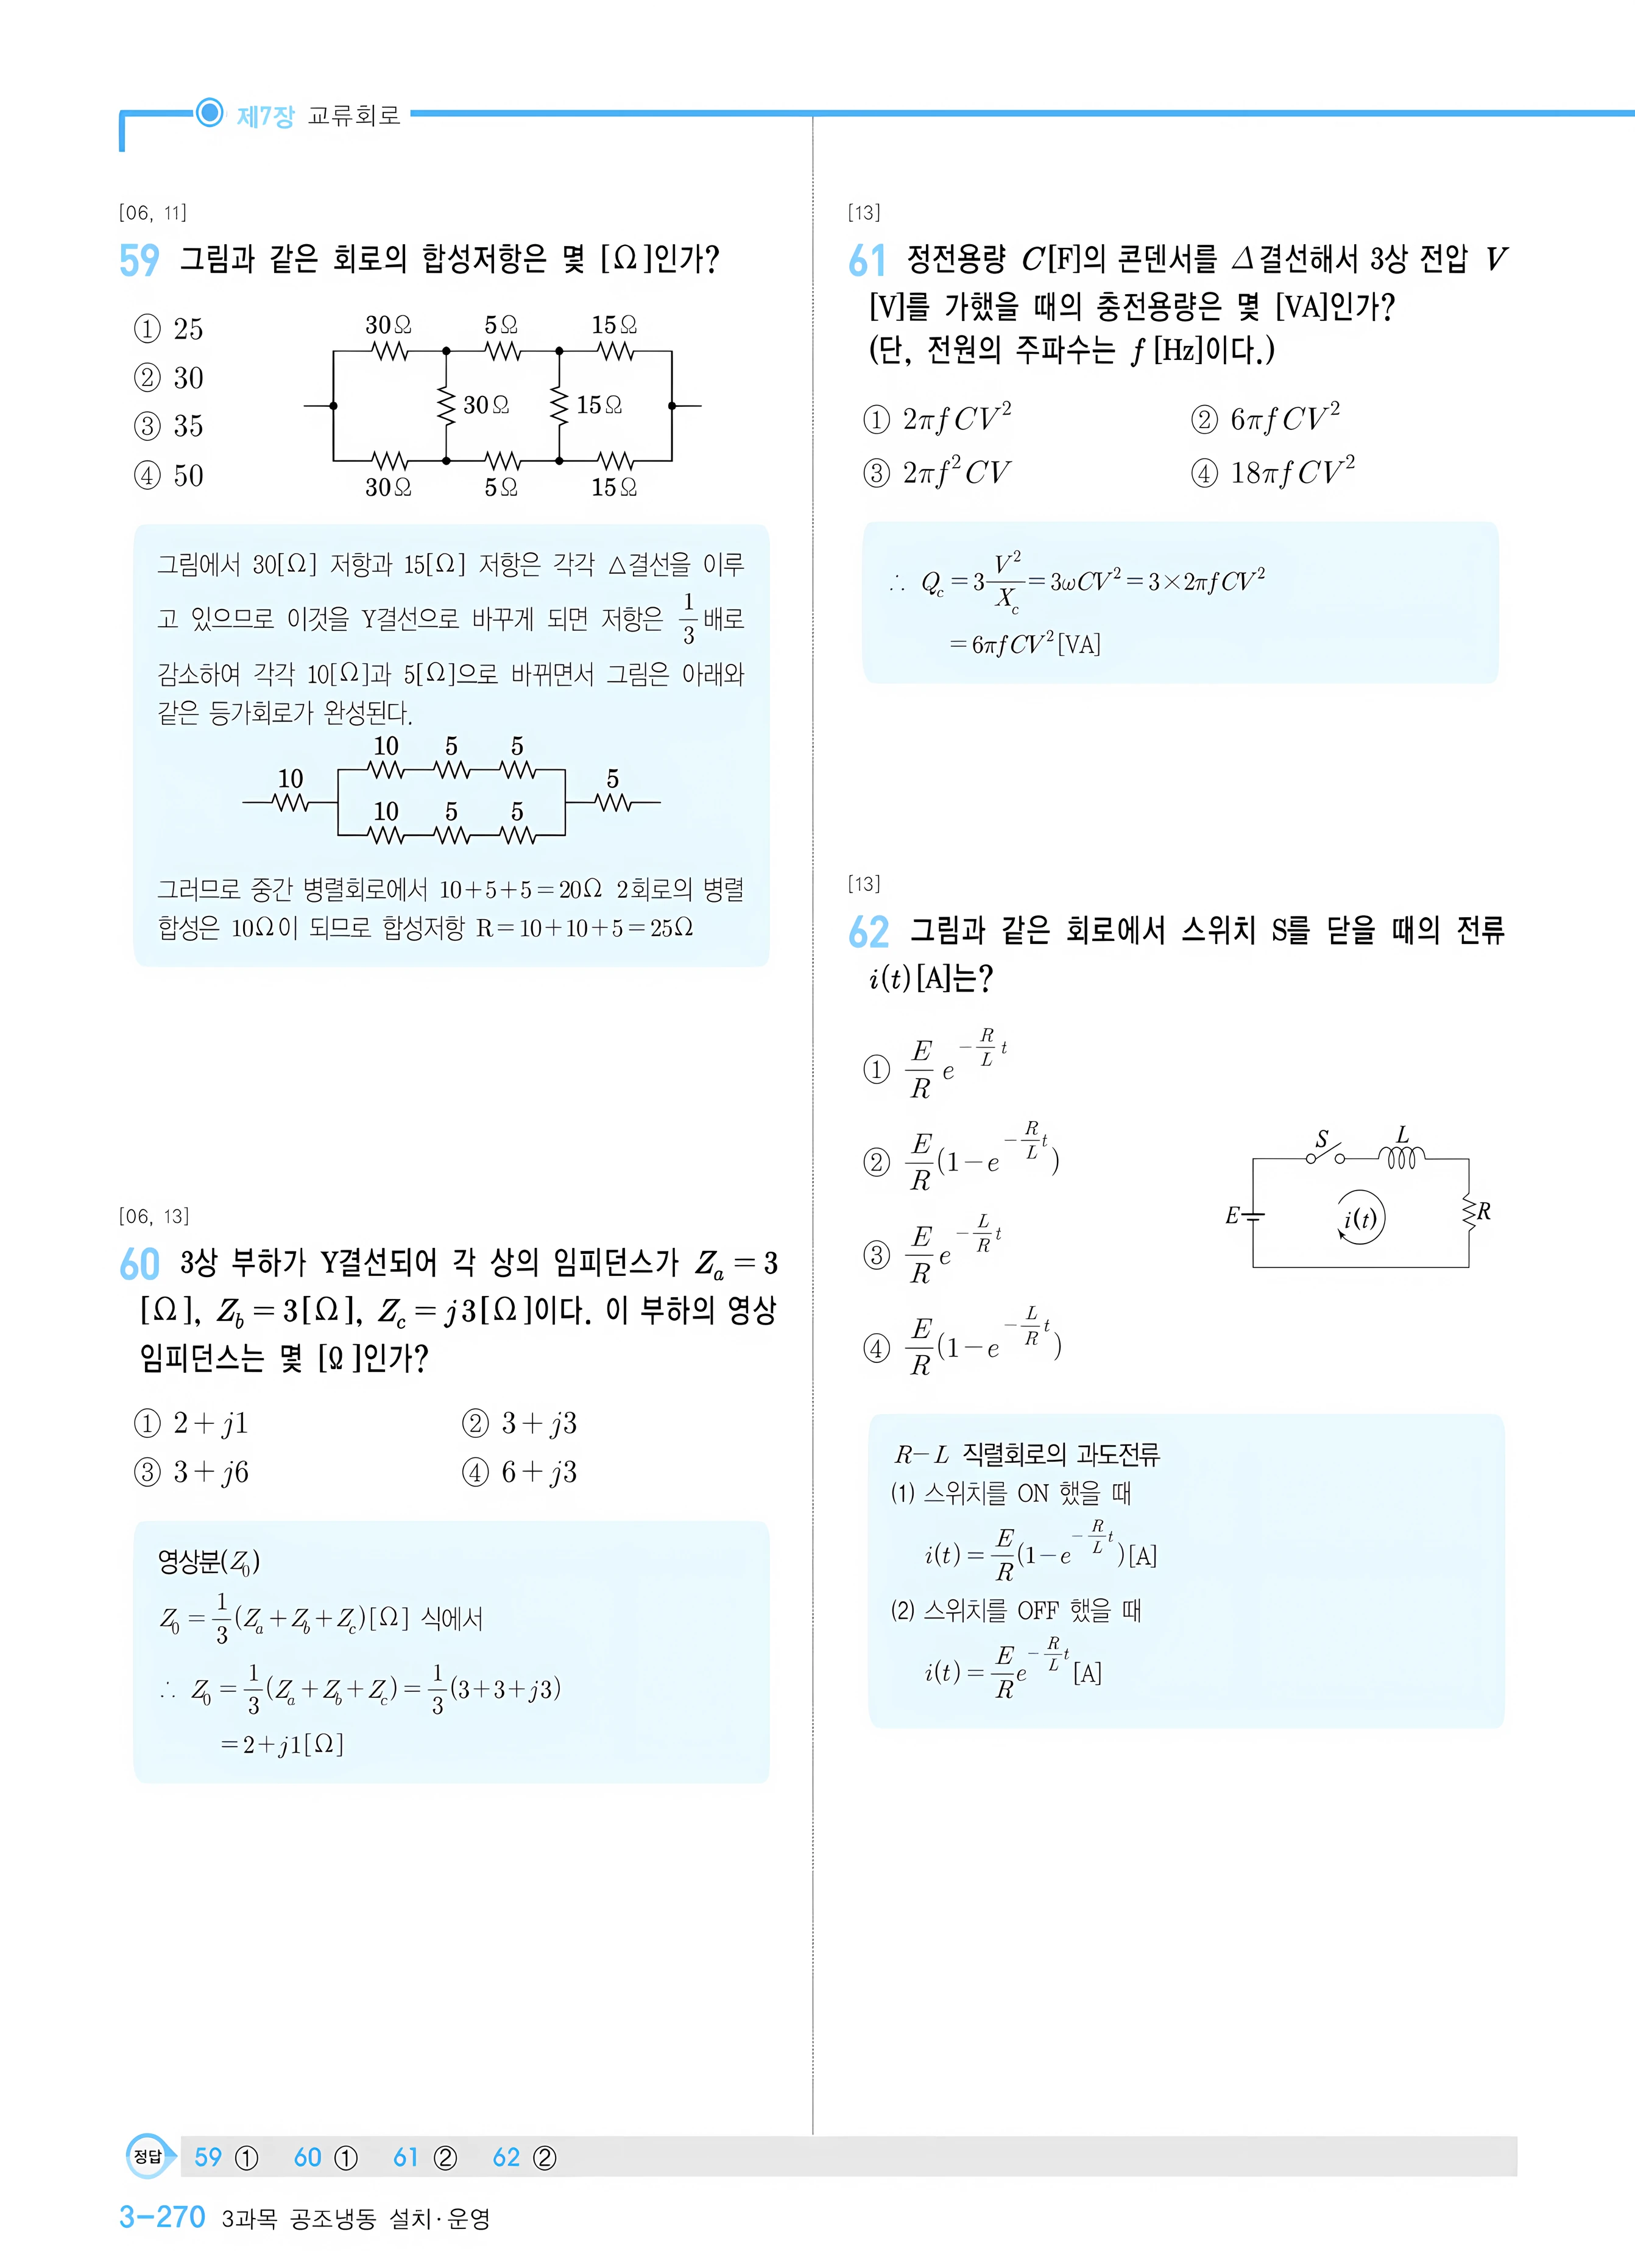 제7장 교류회로
[06, 11]
59 그림과 같은 회로의 합성저항은 몇 [Ω]인가?
① 25
② 30
③ 35
④ 50
30Ω 5Ω 15Ω
30Ω 15Ω
30Ω 5Ω 15Ω
그림에서 30[Ω] 저항과 15[Ω] 저항은 각각 △결선을 이루
고 있으므로 이것을 Y결선으로 바꾸게 되면 저항은 1/3 배로
감소하여 각각 10[Ω]과 5[Ω]으로 바뀌면서 그림은 아래와
같은 등가회로가 완성된다.
10 5 5
10 5
10 5 5
그러므로 중간 병렬회로에서 10+5+5=20Ω 2회로의 병렬
합성은 10Ω이 되므로 합성저항 R=10+10+5=25Ω
[06, 13]
60 3상 부하가 Y결선되어 각 상의 임피던스가 Z_a = 3
[Ω], Z_b = 3[Ω], Z_c = j3[Ω]이다. 이 부하의 영상
임피던스는 몇 [Ω]인가?
① 2+j1 ② 3+j3
③ 3+j6 ④ 6+j3
영상분(Z_0)
Z_0 = 1/3 (Z_a + Z_b + Z_c)[Ω] 식에서
∴ Z_0 = 1/3 (Z_a + Z_b + Z_c) = 1/3 (3+3+j3)
=2+j1[Ω]
[13]
61 정전용량 C[F]의 콘덴서를 △결선해서 3상 전압 V
[V]를 가했을 때의 충전용량은 몇 [VA]인가?
(단, 전원의 주파수는 f [Hz]이다.)
① 2πfCV² ② 6πfCV²
③ 2πf²CV ④ 18πfCV²
∴ Q_c = 3 V²/X_c = 3ωCV² = 3×2πfCV²
= 6πfCV² [VA]
[13]
62 그림과 같은 회로에서 스위치 S를 닫을 때의 전류
i(t)[A]는?
① E/R e^(-R/L t)
② E/R (1-e^(-R/L t))
③ E/R e^(-L/R t)
④ E/R (1-e^(-L/R t))
S L
E i(t) R
R-L 직렬회로의 과도전류
(1) 스위치를 ON 했을 때
i(t) = E/R (1-e^(-R/L t))[A]
(2) 스위치를 OFF 했을 때
i(t) = E/R e^(-R/L t) [A]
정답 59 ① 60 ① 61 ② 62 ②
3-270 3과목 공조냉동 설치·운영